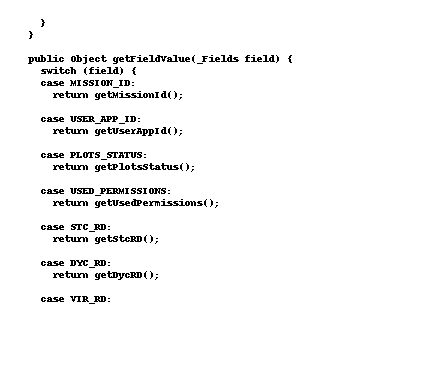 }
}
public Object getFieldValue(_Fields field) {
switch (field) {
case MISSION_ID:
return getMissionId();
case USER_APP_ID:
return getUserAppId();
case PLOTS_STATUS:
return getPlotsStatus();
case USED_PERMISSIONS:
return getUsedPermissions();
case STC_RD:
return getStcRD();
case DYC_RD:
return getDycRD();
case VIR_RD: